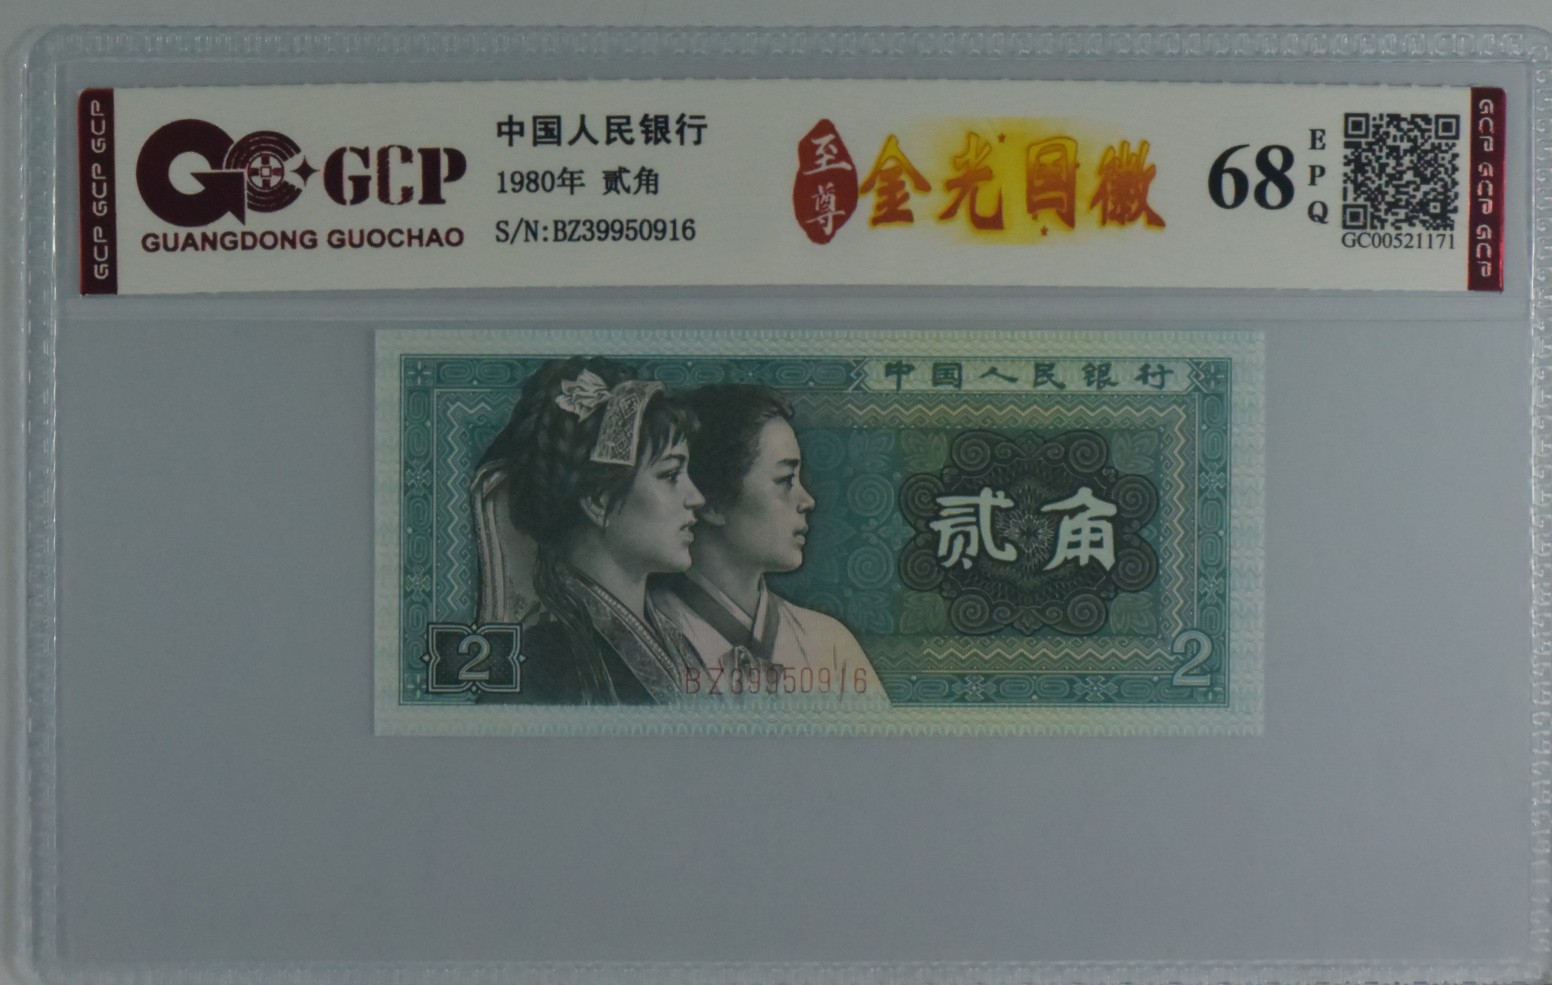 GCP GCP GCP
GCP
GUANGDONG GUOCHAO
中国人民银行
1980年 贰角
S/N:BZ39950916
至尊
金光国徽
68
EPQ
GC00521171
GCP GCP GCP
中国人民银行
贰角
2
2
BZ39950916